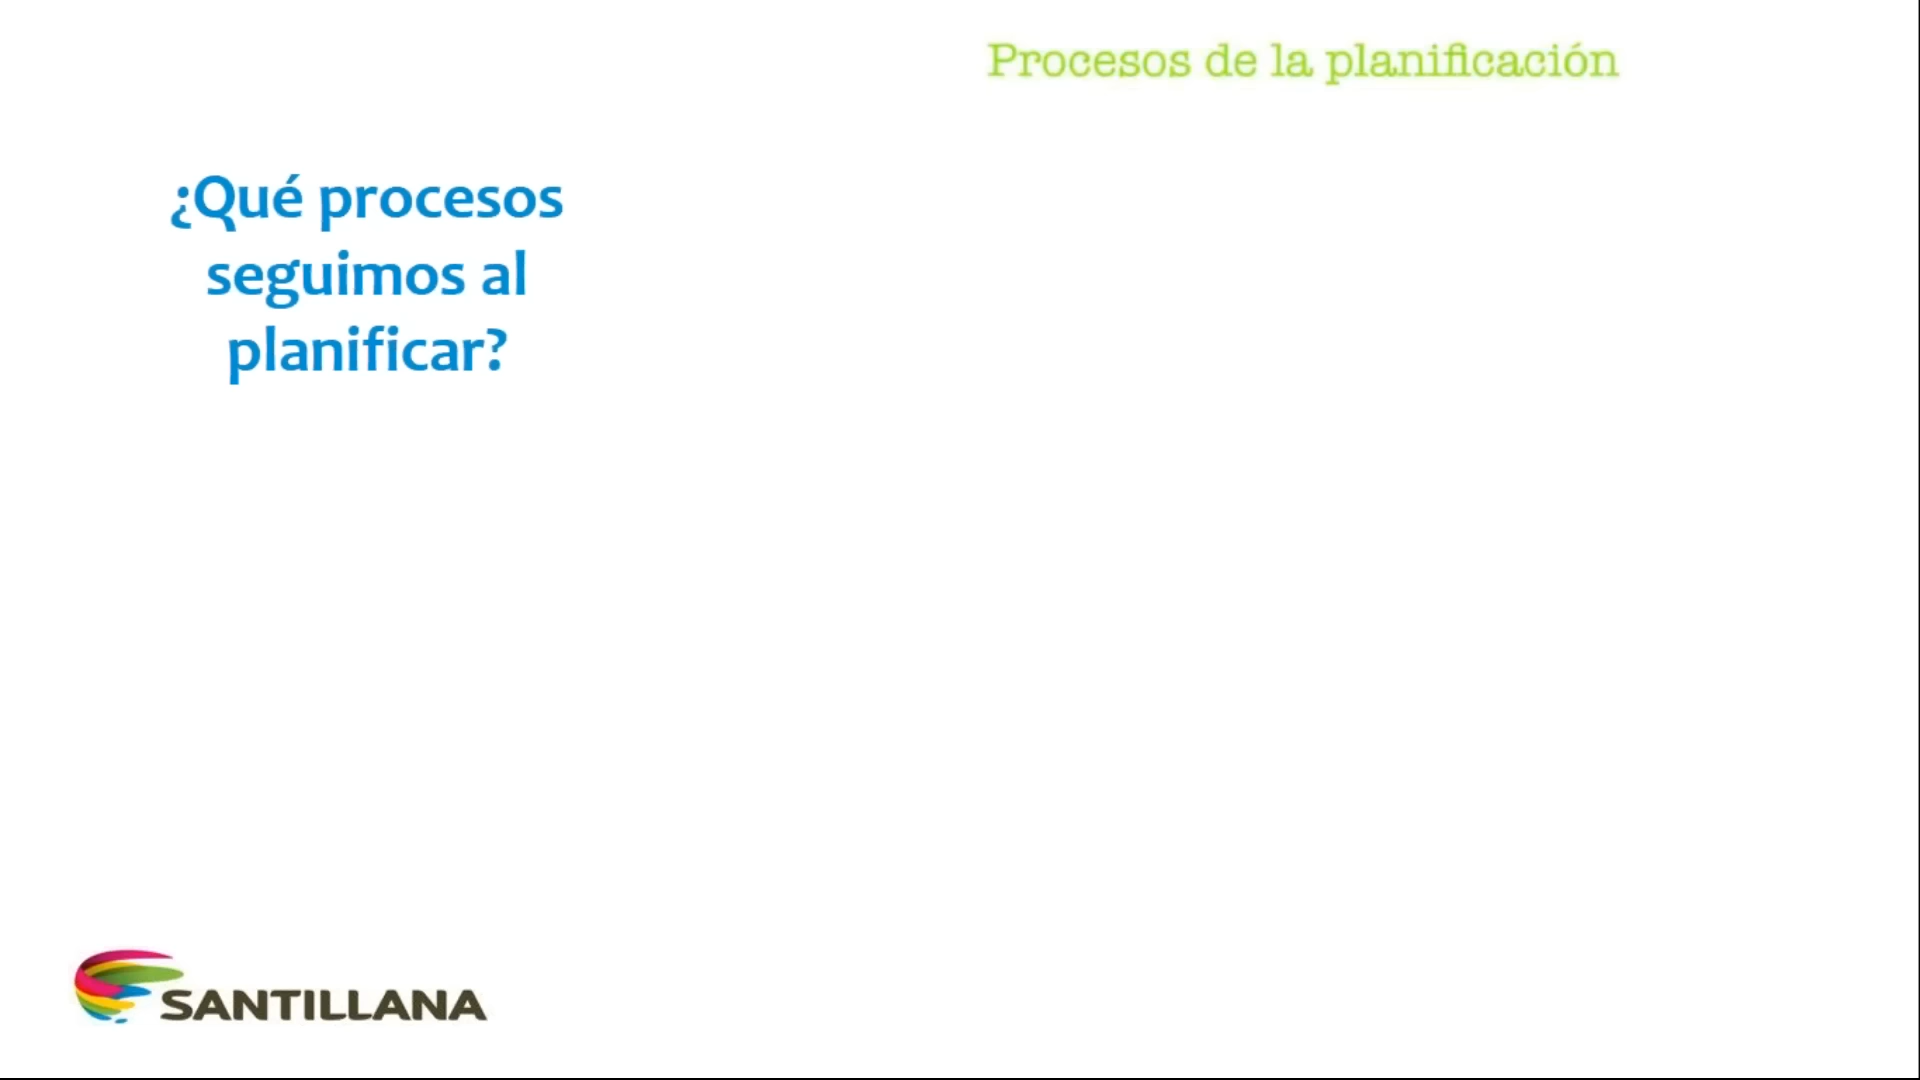 Procesos de la planificación
¿Qué procesos
seguimos al
planificar?
SANTILLANA